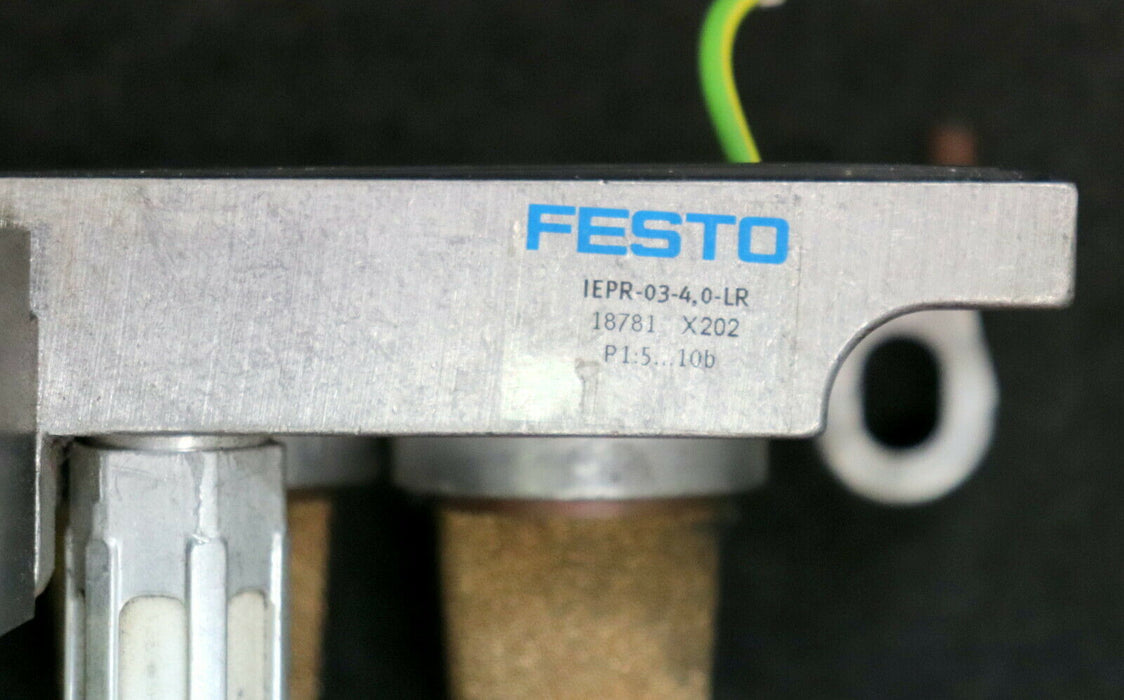 FESTO
IEPR-03-4,0-LR
18781 X202
P1:5...10b